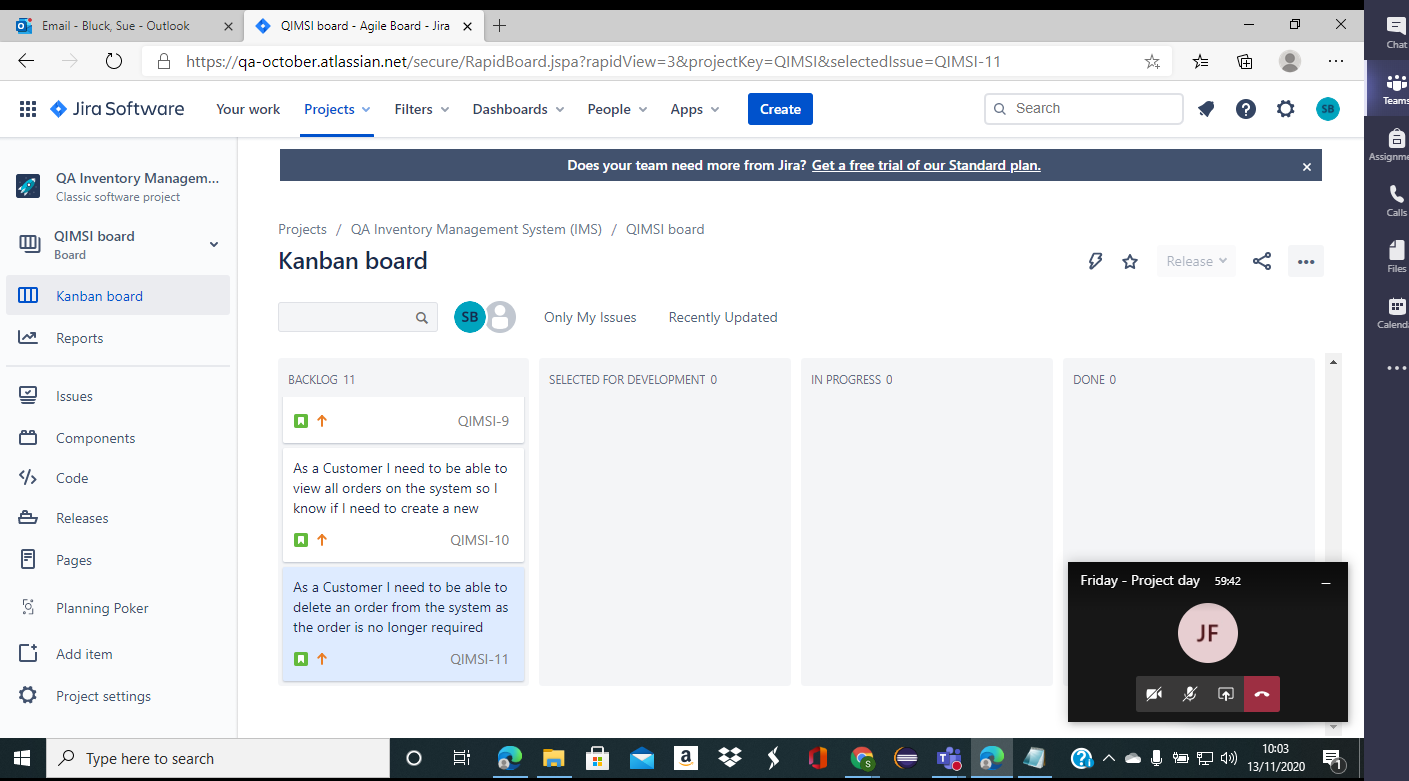 Email - Bluck, Sue - Outlook
QIMSI board - Agile Board - Jira
https://qa-october.atlassian.net/secure/RapidBoard.jspa?rapidView=3&projectKey=QIMSI&selectedIssue=QIMSI-11
Jira Software
Your work
Projects
Filters
Dashboards
People
Apps
Create
Search
SB
QA Inventory Managem...
Classic software project
QIMSI board
Board
Kanban board
Reports
Issues
Components
Code
Releases
Pages
Planning Poker
Add item
Project settings
Does your team need more from Jira? Get a free trial of our Standard plan.
Projects / QA Inventory Management System (IMS) / QIMSI board
Kanban board
Release
SB
Only My Issues
Recently Updated
BACKLOG 11
SELECTED FOR DEVELOPMENT 0
IN PROGRESS 0
DONE 0
QIMSI-9
As a Customer I need to be able to
view all orders on the system so I
know if I need to create a new
QIMSI-10
As a Customer I need to be able to
delete an order from the system as
the order is no longer required
QIMSI-11
Friday - Project day 59:42
JF
Chat
Teams
Assignme
Calls
Files
Calenda
Type here to search
10:03
13/11/2020
1